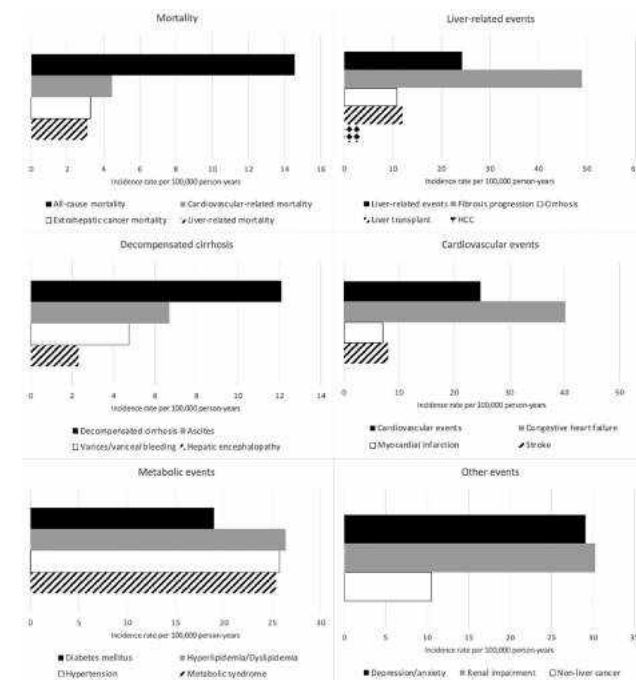 Mortality
0 2 4 6 8 10 12 14 16
Incidence rate per 100,000 person-years
All-cause mortality Cardiovascular-related mortality
Extrahepatic cancer mortality Liver-related mortality
Liver-related events
0 10 20 30 40 50
Incidence rate per 100,000 person-years
Liver-related events Fibrosis progression Cirrhosis
Liver transplant HCC
Decompensated cirrhosis
0 2 4 6 8 10 12 14
Incidence rate per 100,000 person-years
Decompensated cirrhosis Ascites
Varices/variceal bleeding Hepatic encephalopathy
Cardiovascular events
0 10 20 30 40 50
Incidence rate per 100,000 person-years
Cardiovascular events Congestive heart failure
Myocardial infarction Stroke
Metabolic events
0 5 10 15 20 25 30
Incidence rate per 100,000 person-years
Diabetes mellitus Hyperlipidemia/Dyslipidemia
Hypertension Metabolic syndrome
Other events
0 5 10 15 20 25 30
Incidence rate per 100,000 person-years
Depression/anxiety Renal impairment Non-liver cancer